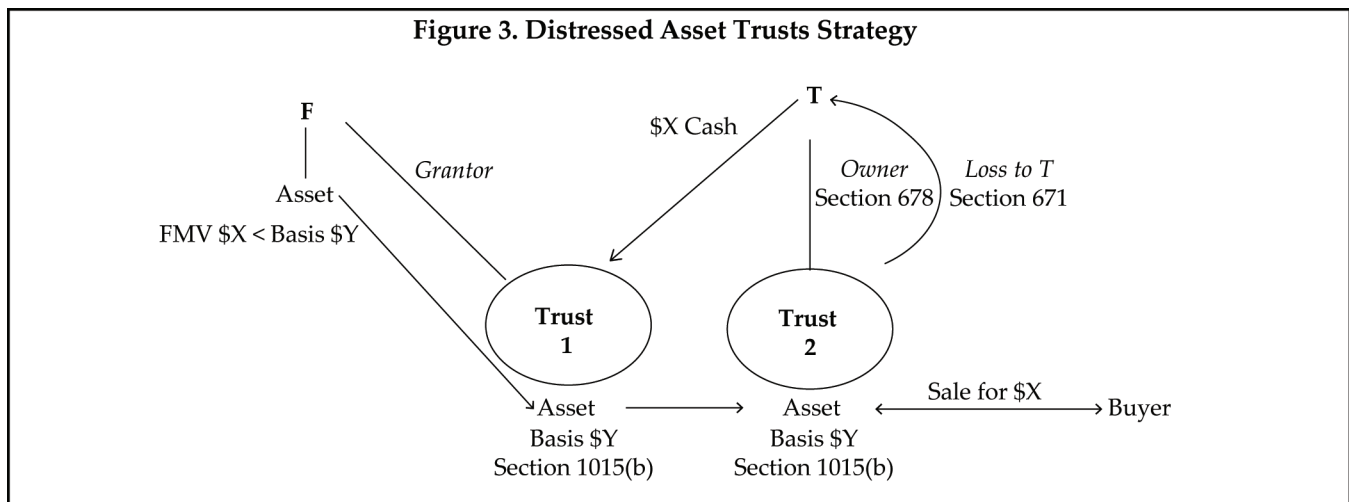 Figure 3. Distressed Asset Trusts Strategy
F
T
$X Cash
Grantor
Owner
Section 678
Loss to T
Section 671
Asset
FMV $X < Basis $Y
Trust
1
Trust
2
Asset
Basis $Y
Section 1015(b)
Asset
Basis $Y
Section 1015(b)
Sale for $X
Buyer